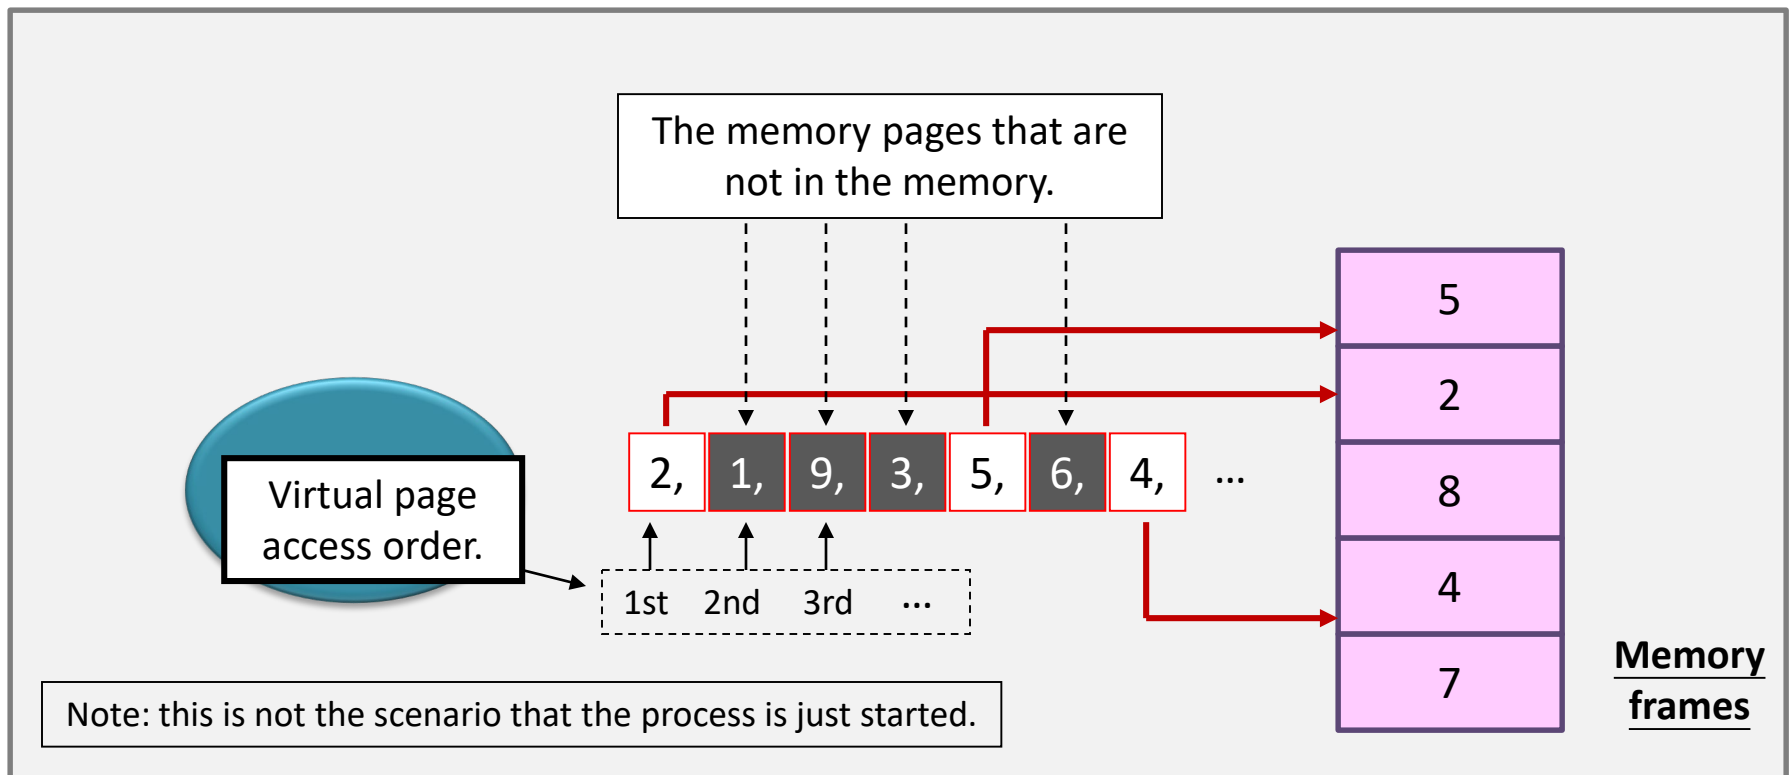 The memory pages that are
not in the memory.
5
2
8
4
7
2, 1, 9, 3, 5, 6, 4, ...
Virtual page
access order.
1st 2nd 3rd ...
Memory
frames
Note: this is not the scenario that the process is just started.